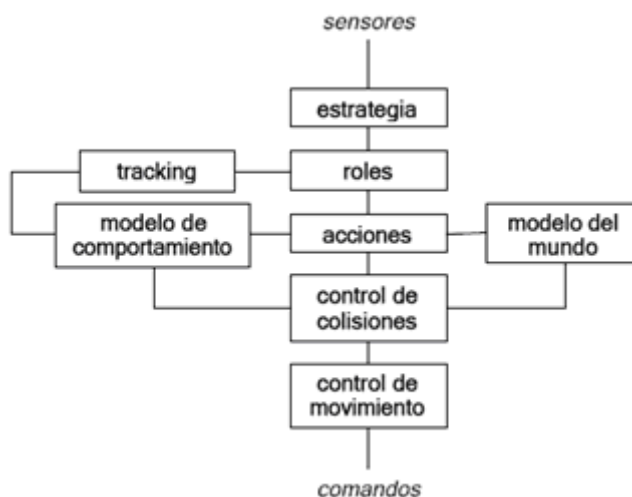 sensores
estrategia
tracking
roles
modelo de
comportamiento
acciones
modelo del
mundo
control de
colisiones
control de
movimiento
comandos